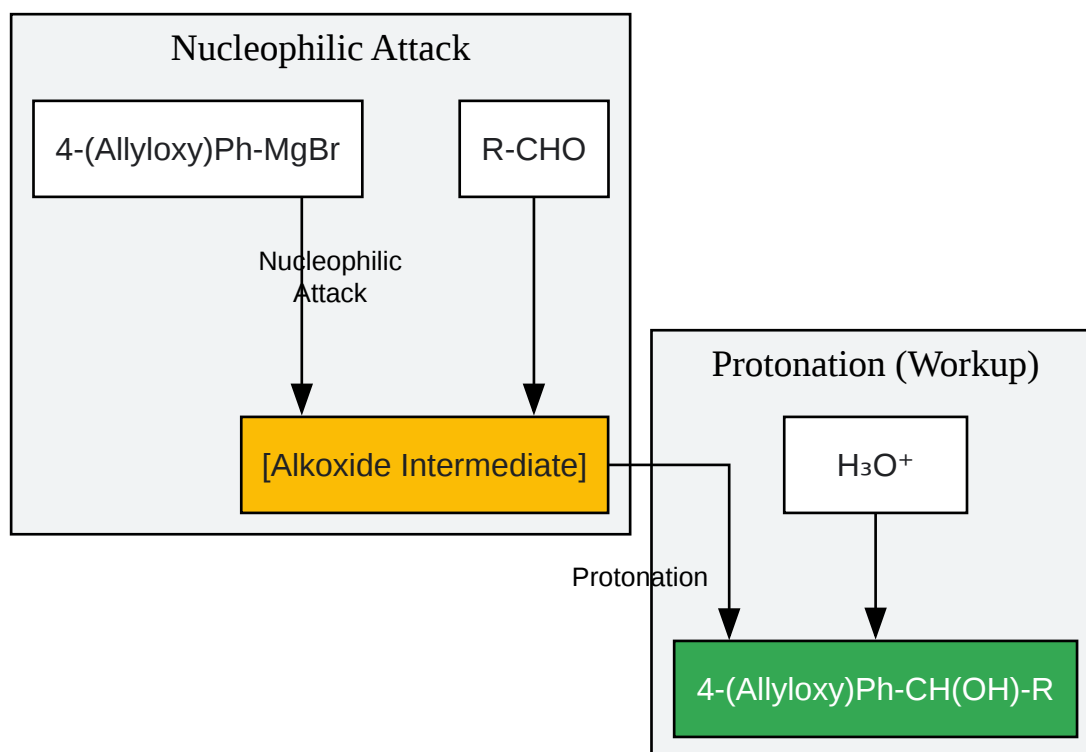 Nucleophilic Attack
4-(Allyloxy)Ph-MgBr
R-CHO
Nucleophilic
Attack
[Alkoxide Intermediate]
Protonation (Workup)
H₃O⁺
Protonation
4-(Allyloxy)Ph-CH(OH)-R